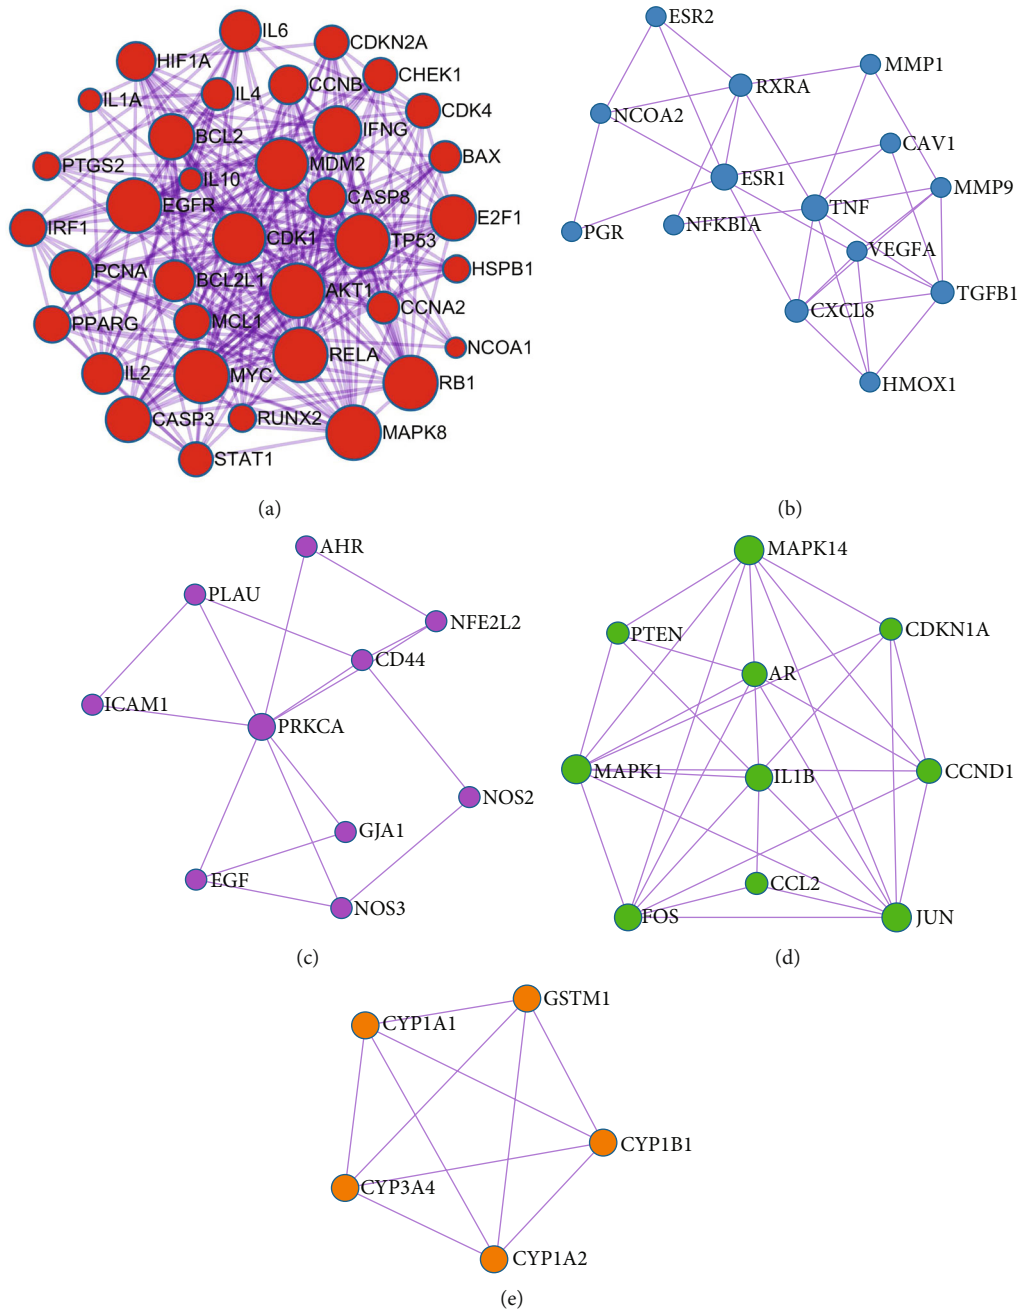 IL6
CDKN2A
HIF1A
CHEK1
CCNB
IL4
IL1A
CDK4
IFNG
BCL2
BAX
PTGS2
MDM2
IL10
CASP8
EGFR
E2F1
IRF1
CDK1
TP53
PCNA
HSPB1
BCL2L1
AKT1
CCNA2
PPARG
MCL1
NCOA1
RELA
IL2
MYC
RB1
CASP3
RUNX2
MAPK8
STAT1
(a)
ESR2
MMP1
RXRA
NCOA2
CAV1
ESR1
MMP9
TNF
NFKBIA
PGR
VEGFA
TGFB1
CXCL8
HMOX1
(b)
AHR
PLAU
NFE2L2
CD44
ICAM1
PRKCA
NOS2
GJA1
EGF
NOS3
(c)
MAPK14
PTEN
CDKN1A
AR
MAPK1
IL1B
CCND1
CCL2
FOS
JUN
(d)
GSTM1
CYP1A1
CYP1B1
CYP3A4
CYP1A2
(e)